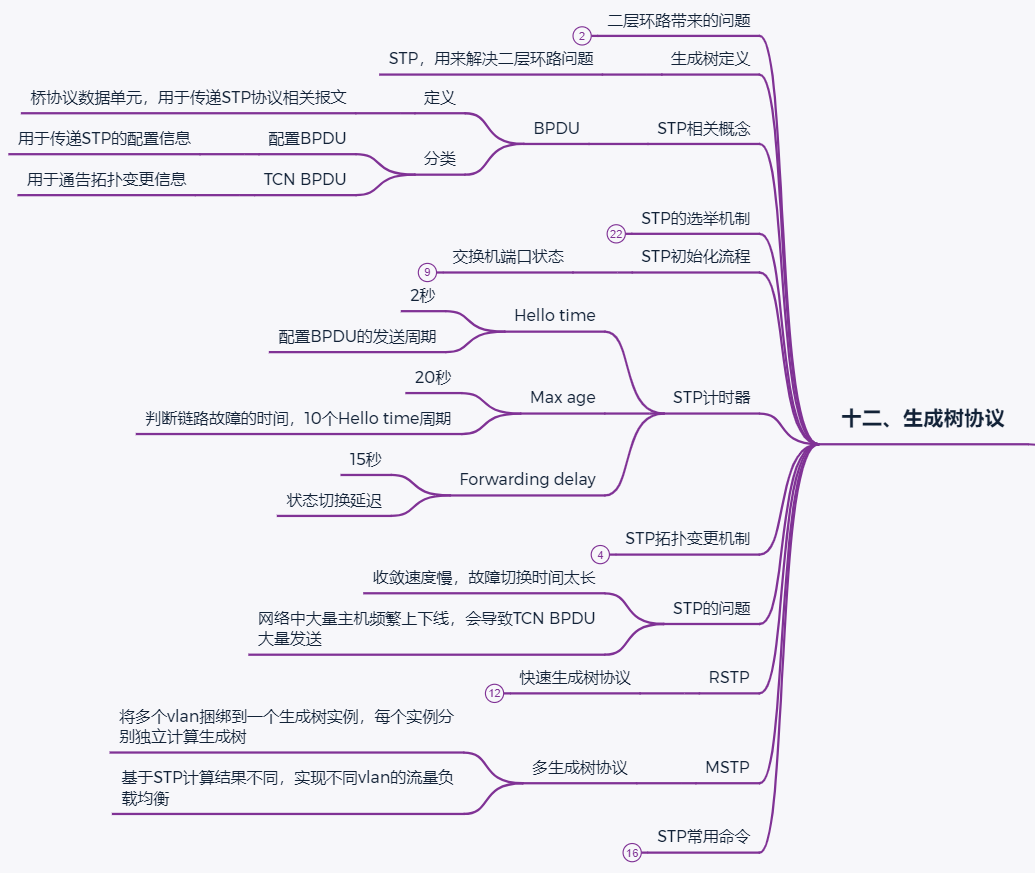 十二、生成树协议
二层环路带来的问题
2
生成树定义
STP，用来解决二层环路问题
STP相关概念
BPDU
定义
桥协议数据单元，用于传递STP协议相关报文
分类
配置BPDU
用于传递STP的配置信息
TCN BPDU
用于通告拓扑变更信息
STP的选举机制
22
STP初始化流程
交换机端口状态
9
STP计时器
Hello time
2秒
配置BPDU的发送周期
Max age
20秒
判断链路故障的时间，10个Hello time周期
Forwarding delay
15秒
状态切换延迟
STP拓扑变更机制
4
STP的问题
收敛速度慢，故障切换时间太长
网络中大量主机频繁上下线，会导致TCN BPDU
大量发送
RSTP
快速生成树协议
12
MSTP
多生成树协议
将多个vlan捆绑到一个生成树实例，每个实例分
别独立计算生成树
基于STP计算结果不同，实现不同vlan的流量负
载均衡
STP常用命令
16